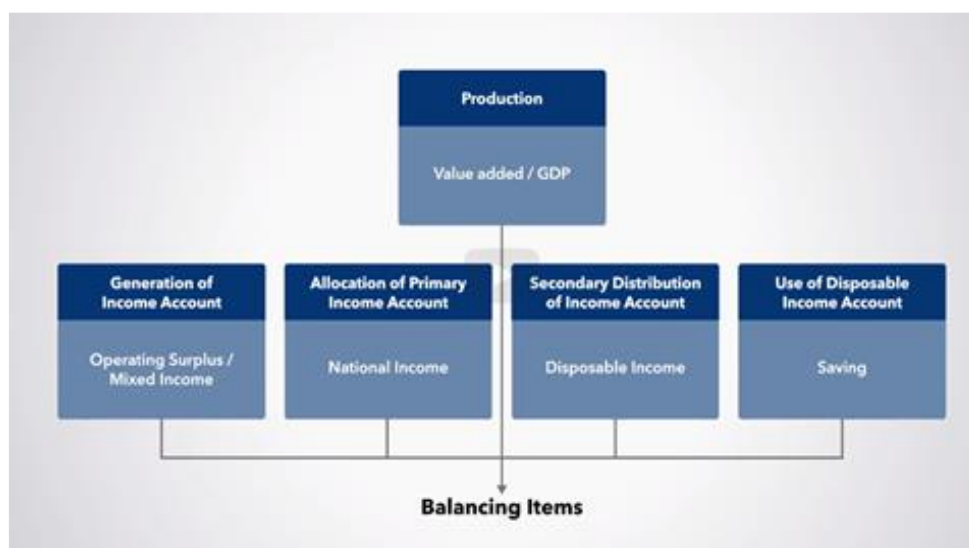 Production
Value added / GDP
Generation of
Income Account
Operating Surplus /
Mixed Income
Allocation of Primary
Income Account
National Income
Secondary Distribution
of Income Account
Disposable Income
Use of Disposable
Income Account
Saving
Balancing Items